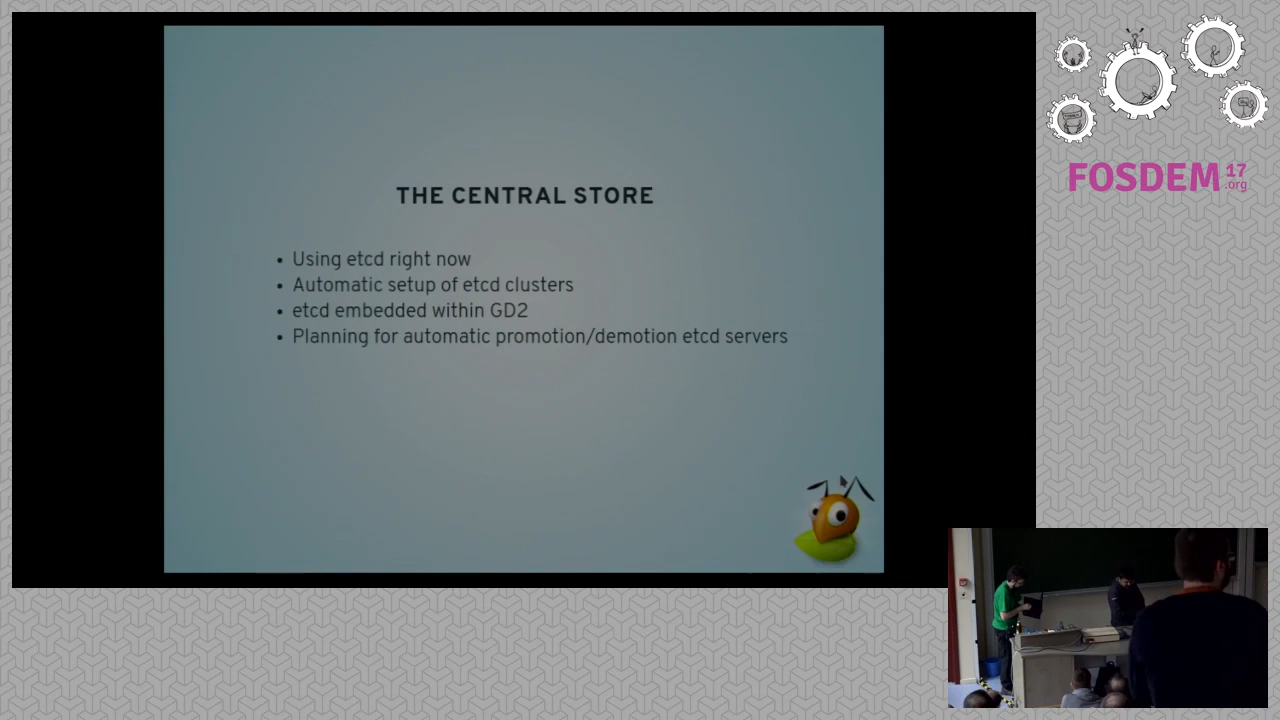 THE CENTRAL STORE
• Using etcd right now
• Automatic setup of etcd clusters
• etcd embedded within GD2
• Planning for automatic promotion/demotion etcd servers
FOSDEM 17
.org